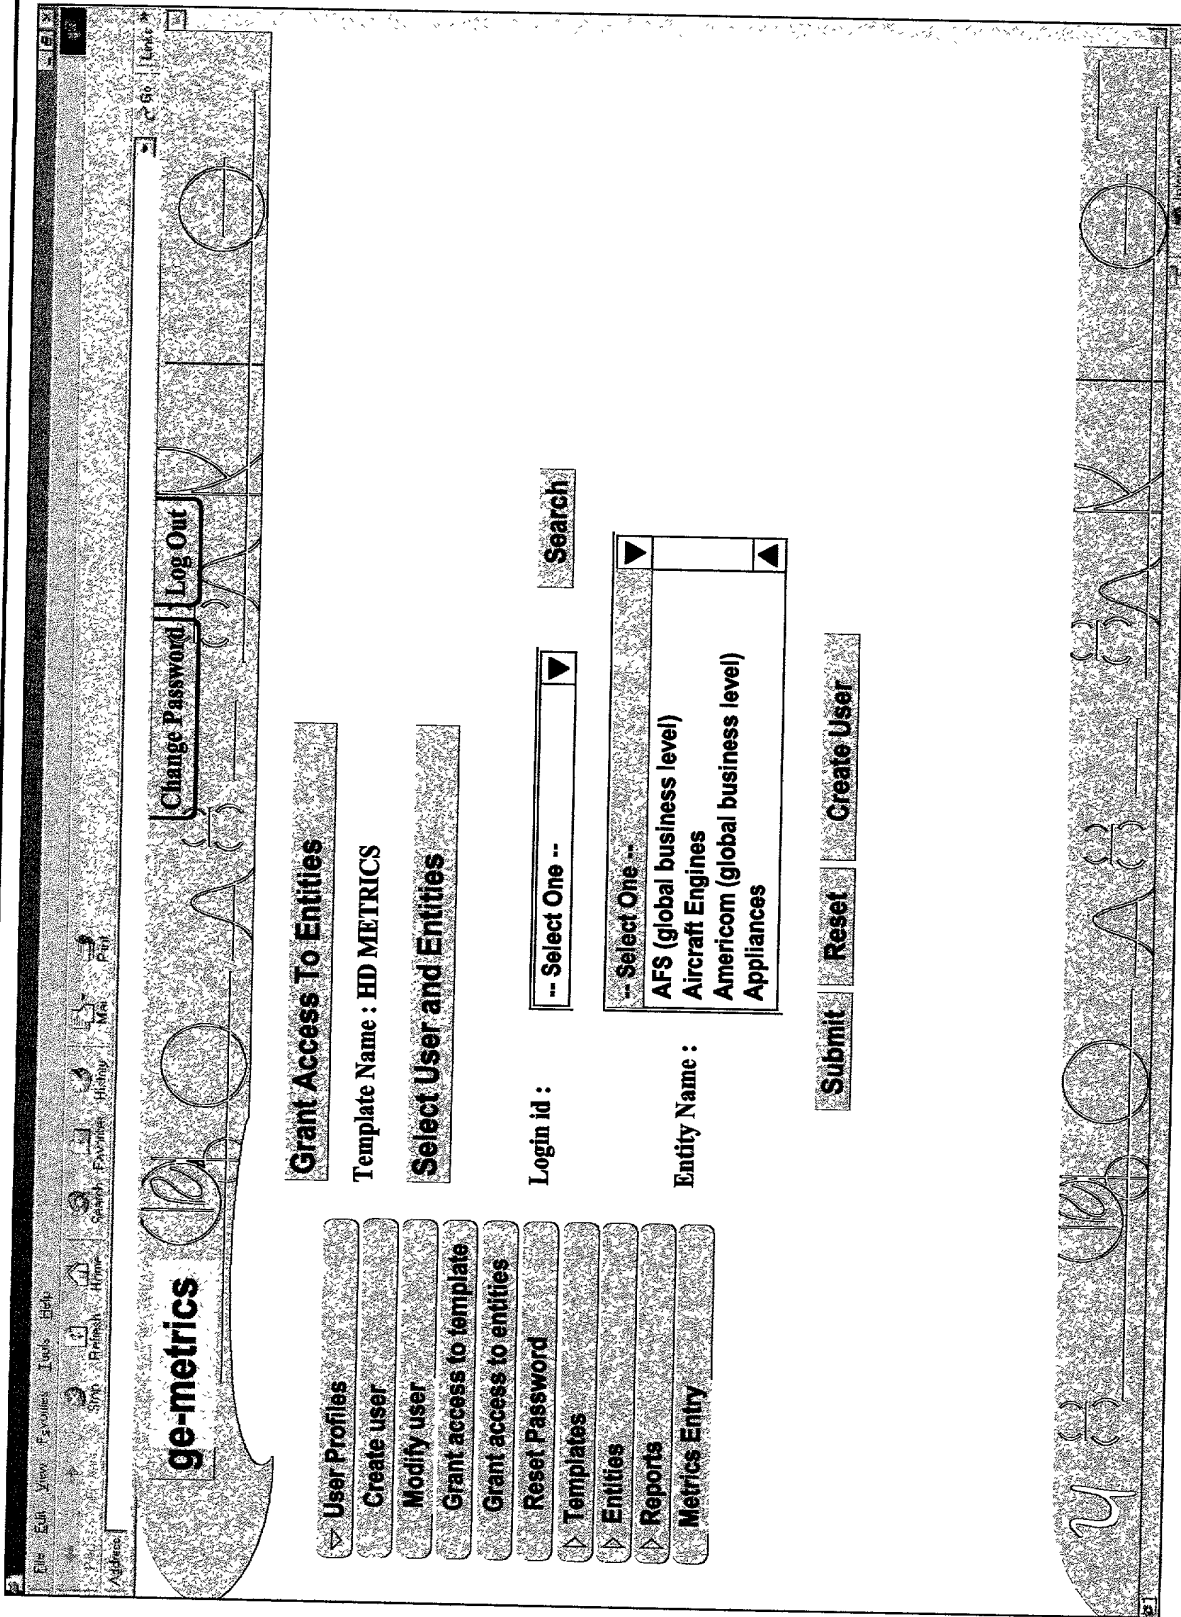 File Edit View Favorites Tools Help
Stop Refresh Home Search Favorites History Mail Print
Address Go Links
ge-metrics
Change Password Log Out
User Profiles
Create user
Modify user
Grant access to template
Grant access to entities
Reset Password
Templates
Entities
Reports
Metrics Entry
Grant Access To Entities
Template Name : HD METRICS
Select User and Entities
Login id : -- Select One -- Search
Entity Name : -- Select One --
AFS (global business level)
Aircraft Engines
Americom (global business level)
Appliances
Submit Reset Create User